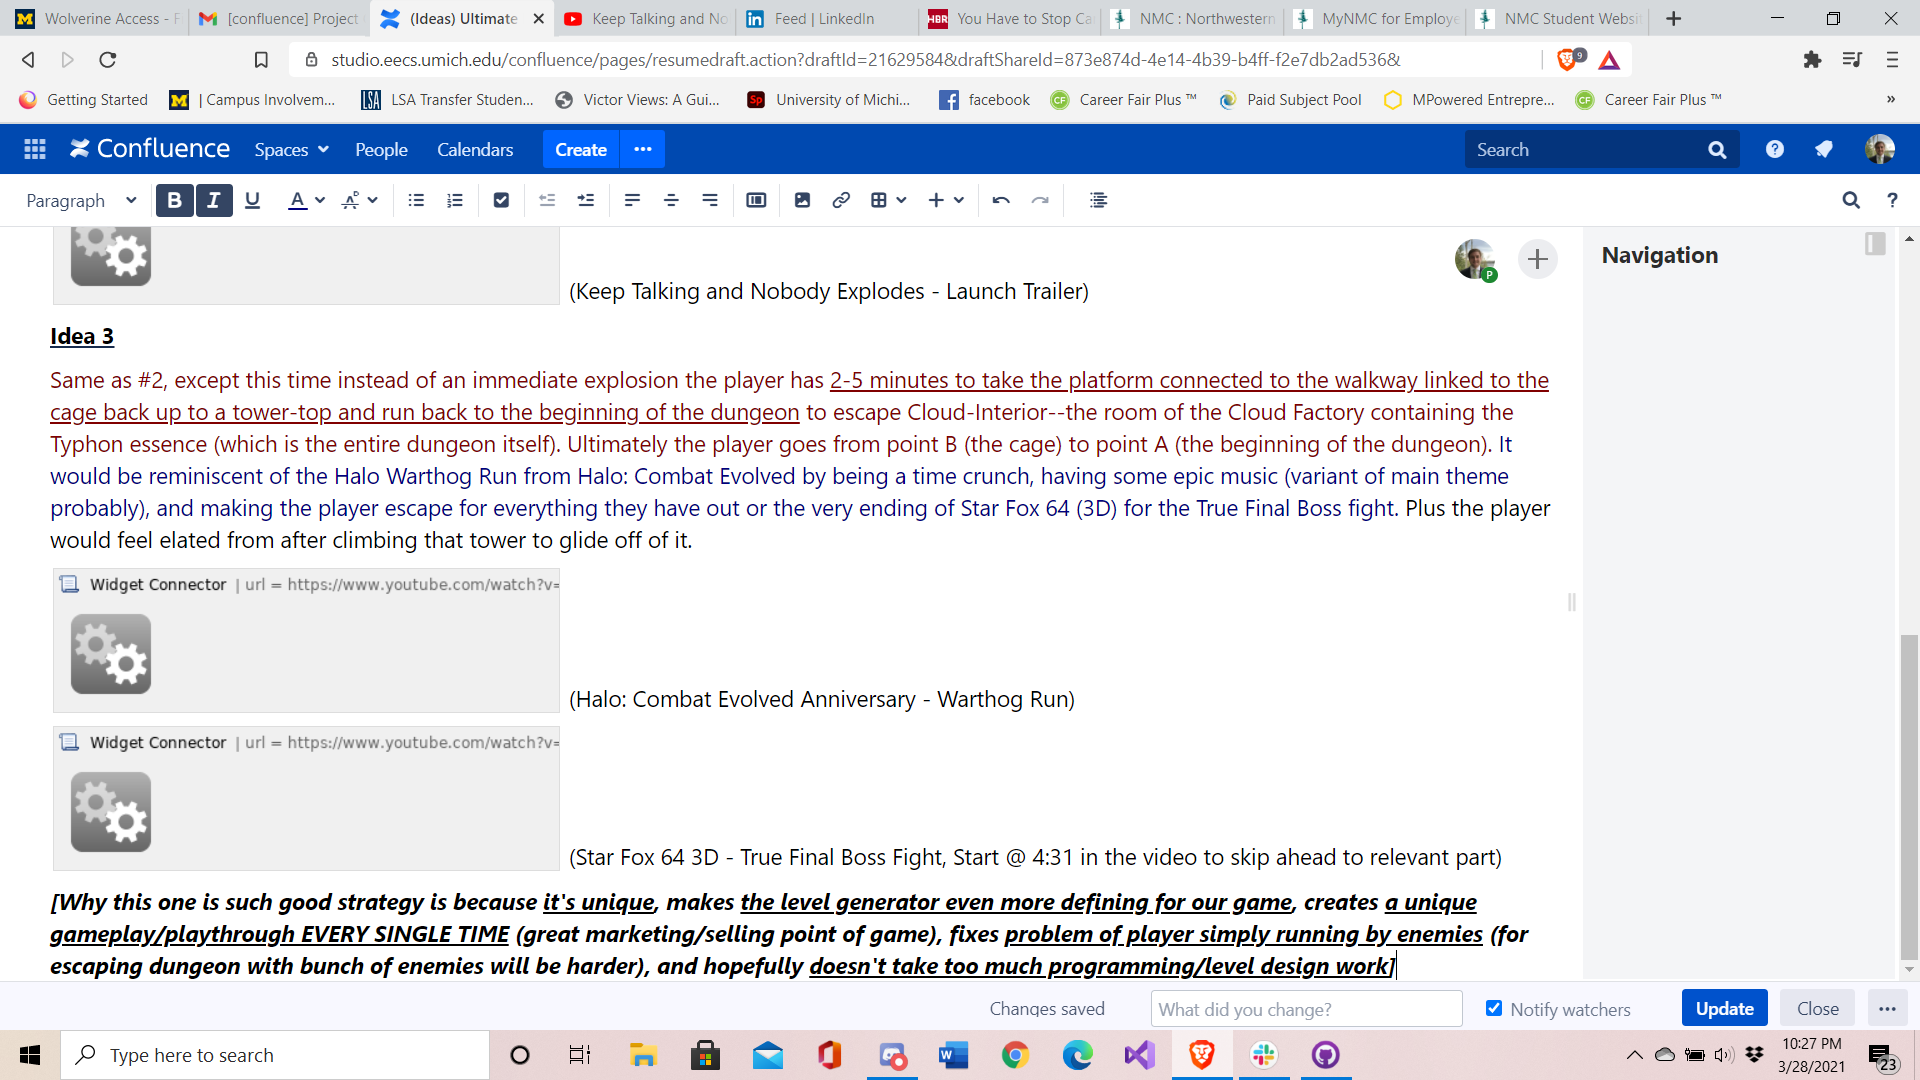 Wolverine Access - F
[confluence] Project
(Ideas) Ultimate
Keep Talking and No
Feed | LinkedIn
You Have to Stop Ca
NMC : Northwestern
MyNMC for Employe
NMC Student Websi
studio.eecs.umich.edu/confluence/pages/resumedraft.action?draftId=21629584&draftShareId=873e874d-4e14-4b39-b4ff-f2e7db2ad536&
9
Getting Started
| Campus Involvem...
LSA Transfer Studen...
Victor Views: A Gui...
University of Michi...
facebook
Career Fair Plus ™
Paid Subject Pool
MPowered Entrepre...
Career Fair Plus ™
»
Confluence
Spaces
People
Calendars
Create
Search
Paragraph
B I U A
Navigation
(Keep Talking and Nobody Explodes - Launch Trailer)
P
Idea 3
Same as #2, except this time instead of an immediate explosion the player has 2-5 minutes to take the platform connected to the walkway linked to the
cage back up to a tower-top and run back to the beginning of the dungeon to escape Cloud-Interior--the room of the Cloud Factory containing the
Typhon essence (which is the entire dungeon itself). Ultimately the player goes from point B (the cage) to point A (the beginning of the dungeon). It
would be reminiscent of the Halo Warthog Run from Halo: Combat Evolved by being a time crunch, having some epic music (variant of main theme
probably), and making the player escape for everything they have out or the very ending of Star Fox 64 (3D) for the True Final Boss fight. Plus the player
would feel elated from after climbing that tower to glide off of it.
Widget Connector | url = https://www.youtube.com/watch?v=
(Halo: Combat Evolved Anniversary - Warthog Run)
Widget Connector | url = https://www.youtube.com/watch?v=
(Star Fox 64 3D - True Final Boss Fight, Start @ 4:31 in the video to skip ahead to relevant part)
[Why this one is such good strategy is because it's unique, makes the level generator even more defining for our game, creates a unique
gameplay/playthrough EVERY SINGLE TIME (great marketing/selling point of game), fixes problem of player simply running by enemies (for
escaping dungeon with bunch of enemies will be harder), and hopefully doesn't take too much programming/level design work]
Changes saved
What did you change?
Notify watchers
Update
Close
Type here to search
10:27 PM
3/28/2021
23